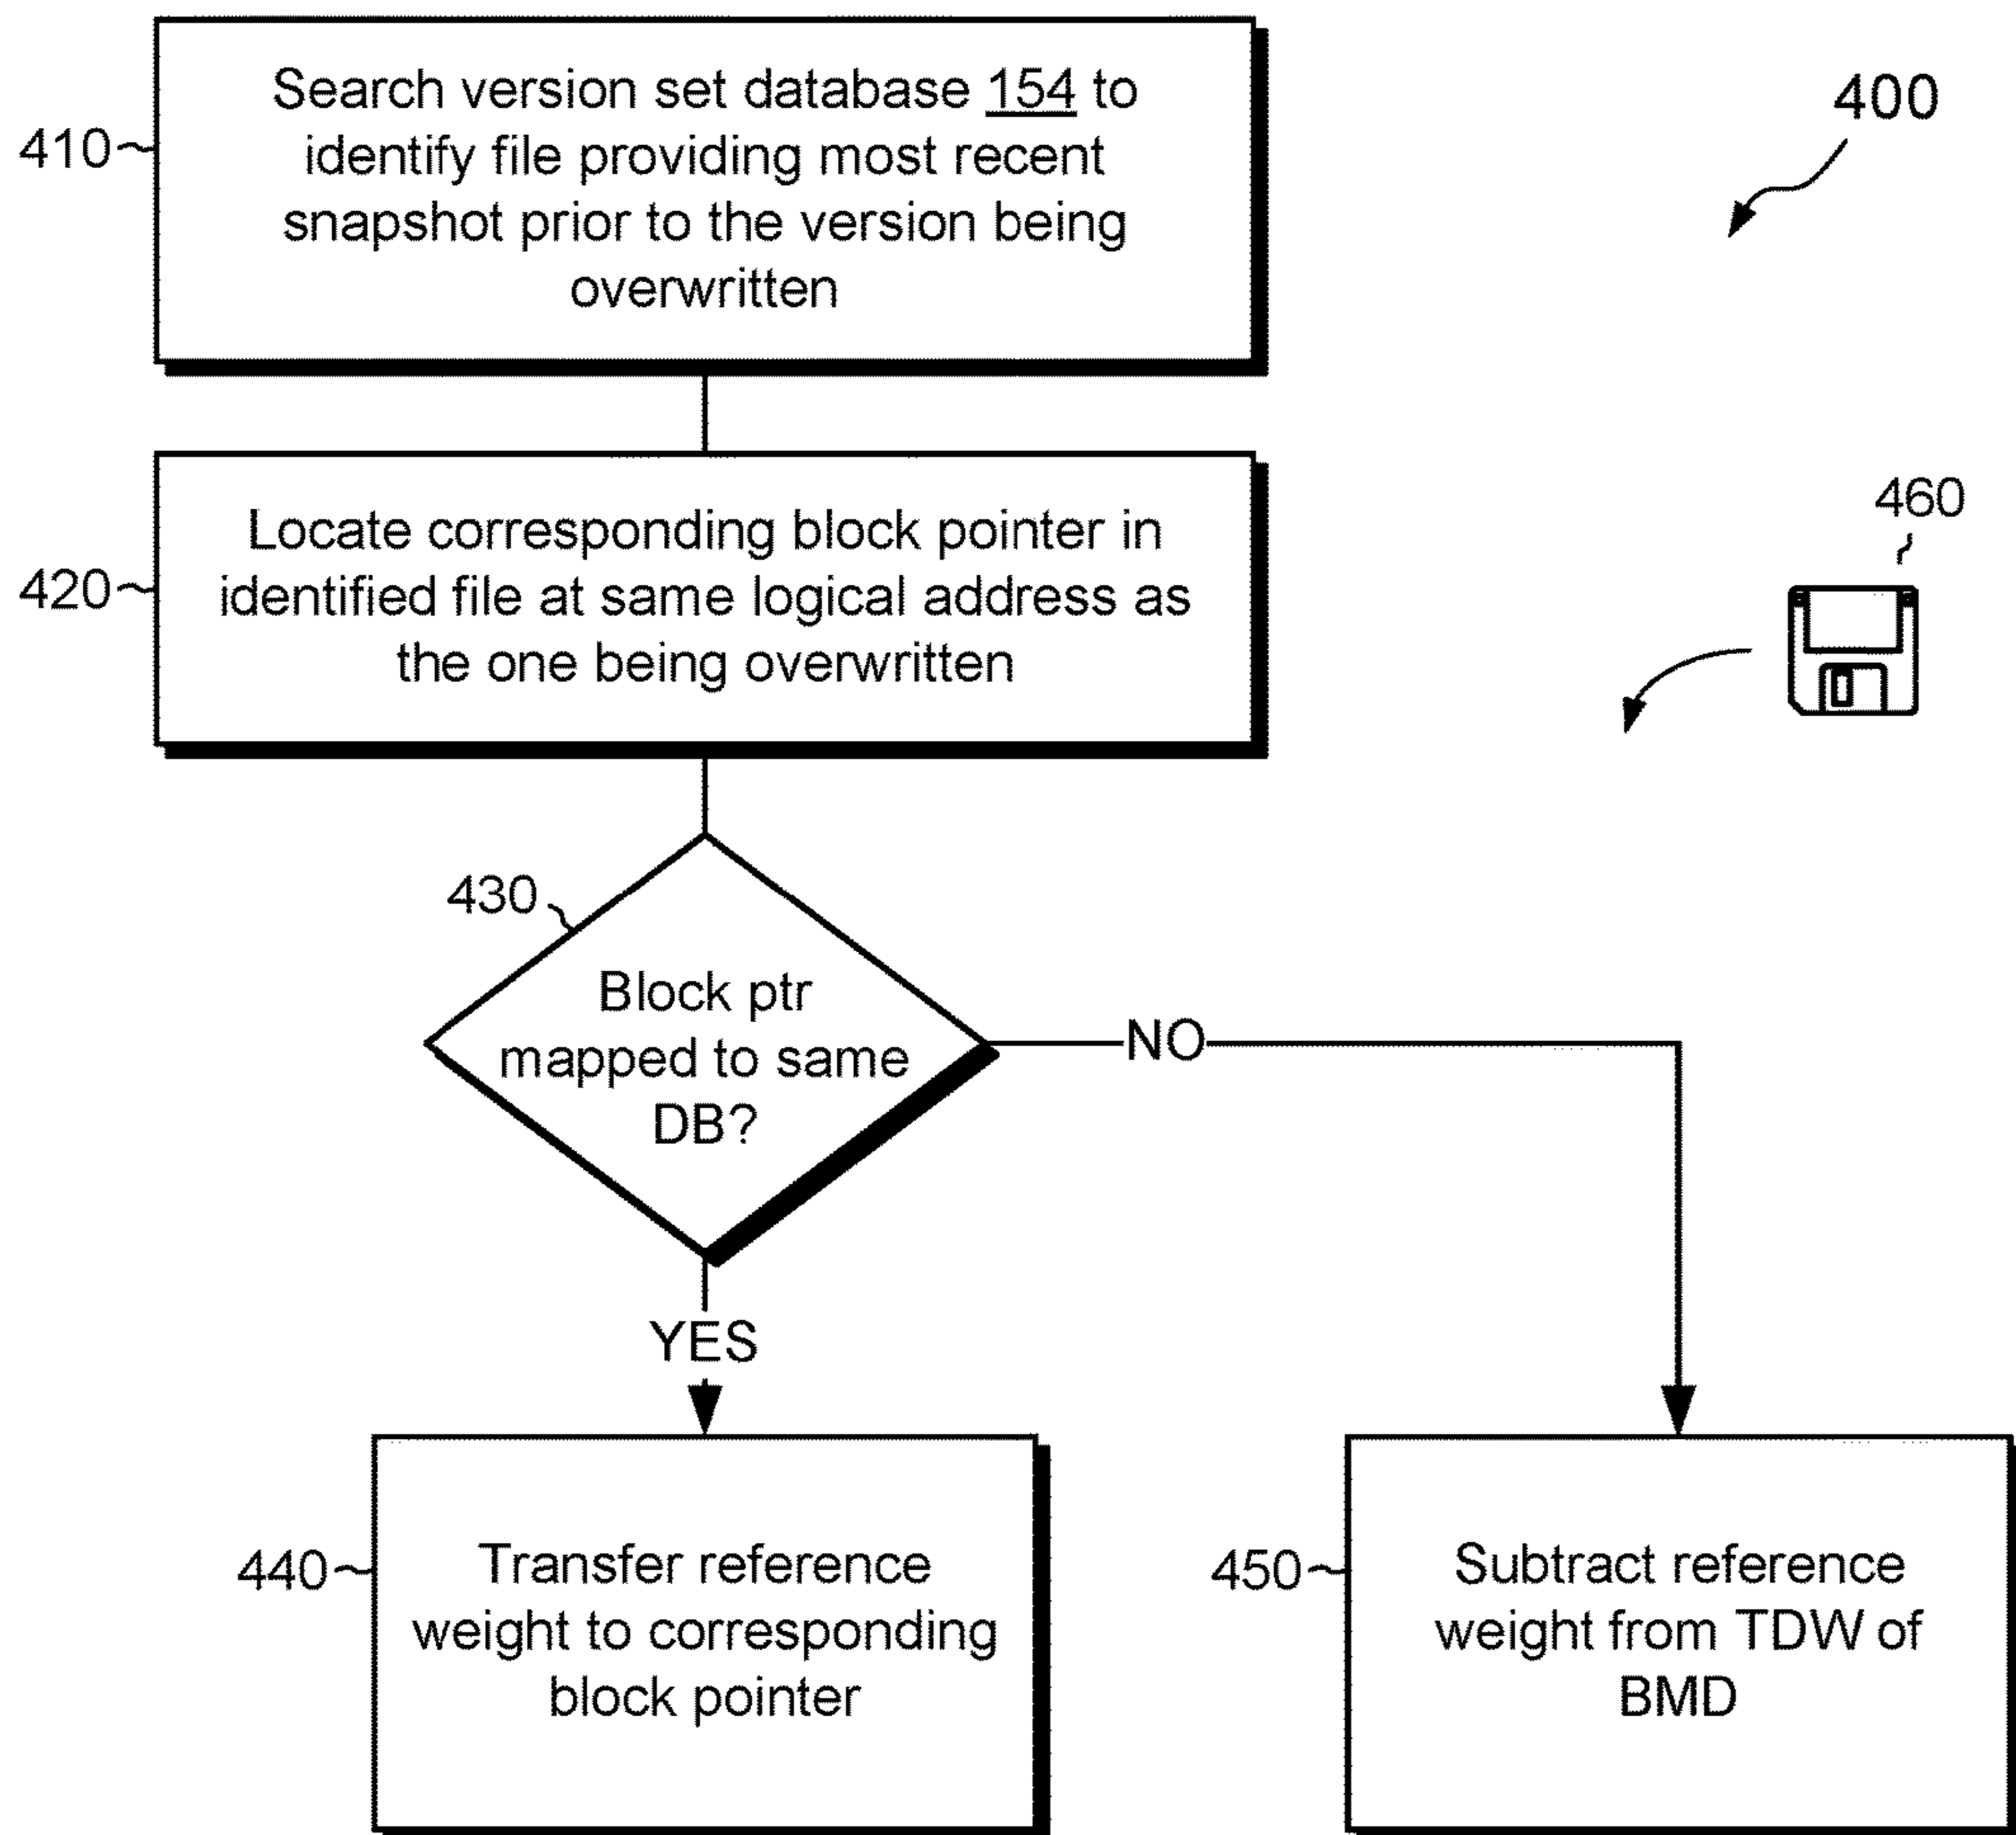 Search version set database 154 to
identify file providing most recent
snapshot prior to the version being
overwritten
410
400
Locate corresponding block pointer in
identified file at same logical address as
the one being overwritten
420
460
430
Block ptr
mapped to same
DB?
NO
YES
440
Transfer reference
weight to corresponding
block pointer
450
Subtract reference
weight from TDW of
BMD